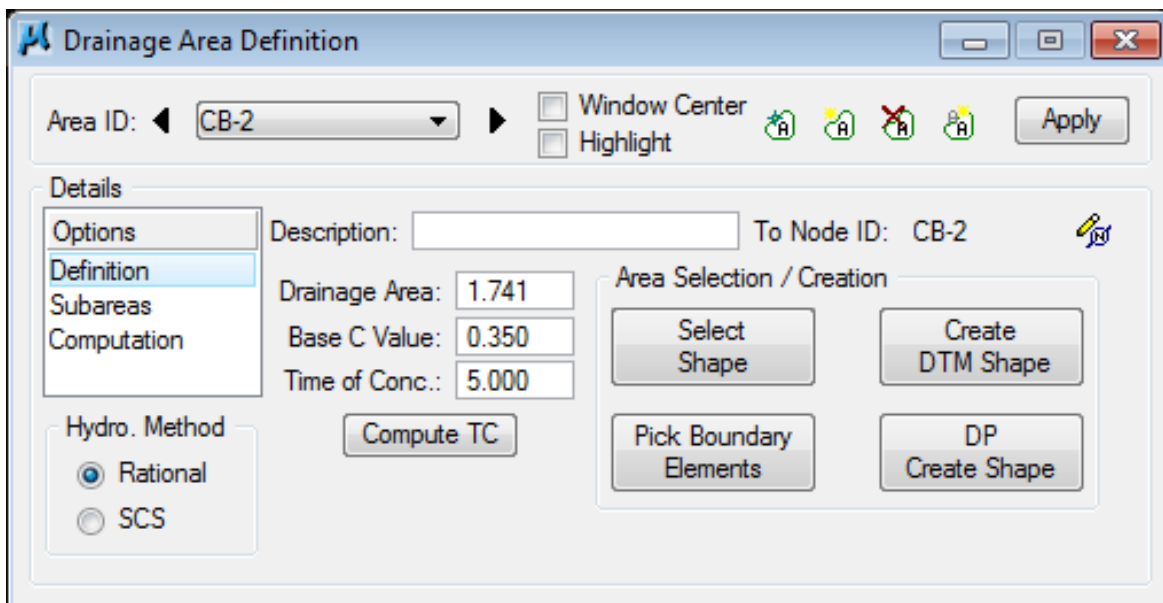 Drainage Area Definition
Area ID: CB-2
Window Center
Highlight
Apply
Details
Options
Definition
Subareas
Computation
Description:
To Node ID: CB-2
Drainage Area: 1.741
Base C Value: 0.350
Time of Conc.: 5.000
Compute TC
Area Selection / Creation
Select
Shape
Create
DTM Shape
Pick Boundary
Elements
DP
Create Shape
Hydro. Method
Rational
SCS